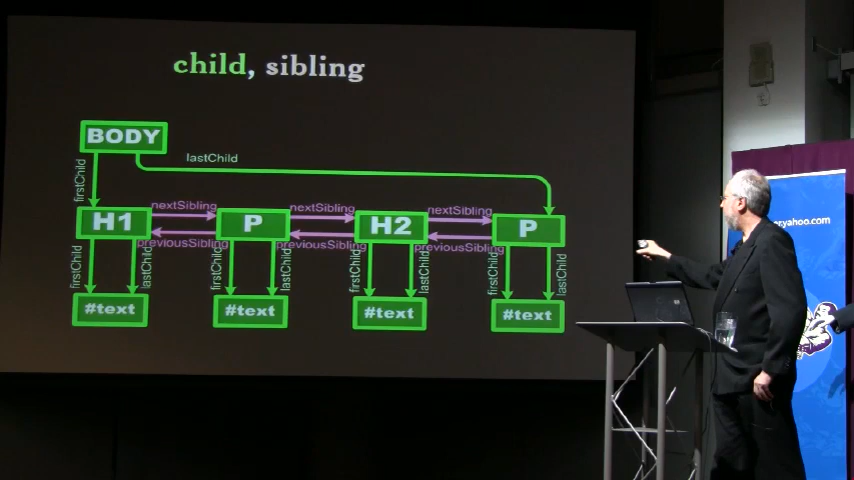 child, sibling
BODY
lastChild
firstChild
nextSibling nextSibling nextSibling
H1 P H2 P
previousSibling previousSibling previousSibling
firstChild lastChild firstChild lastChild firstChild lastChild firstChild lastChild
#text #text #text #text
er.yahoo.com